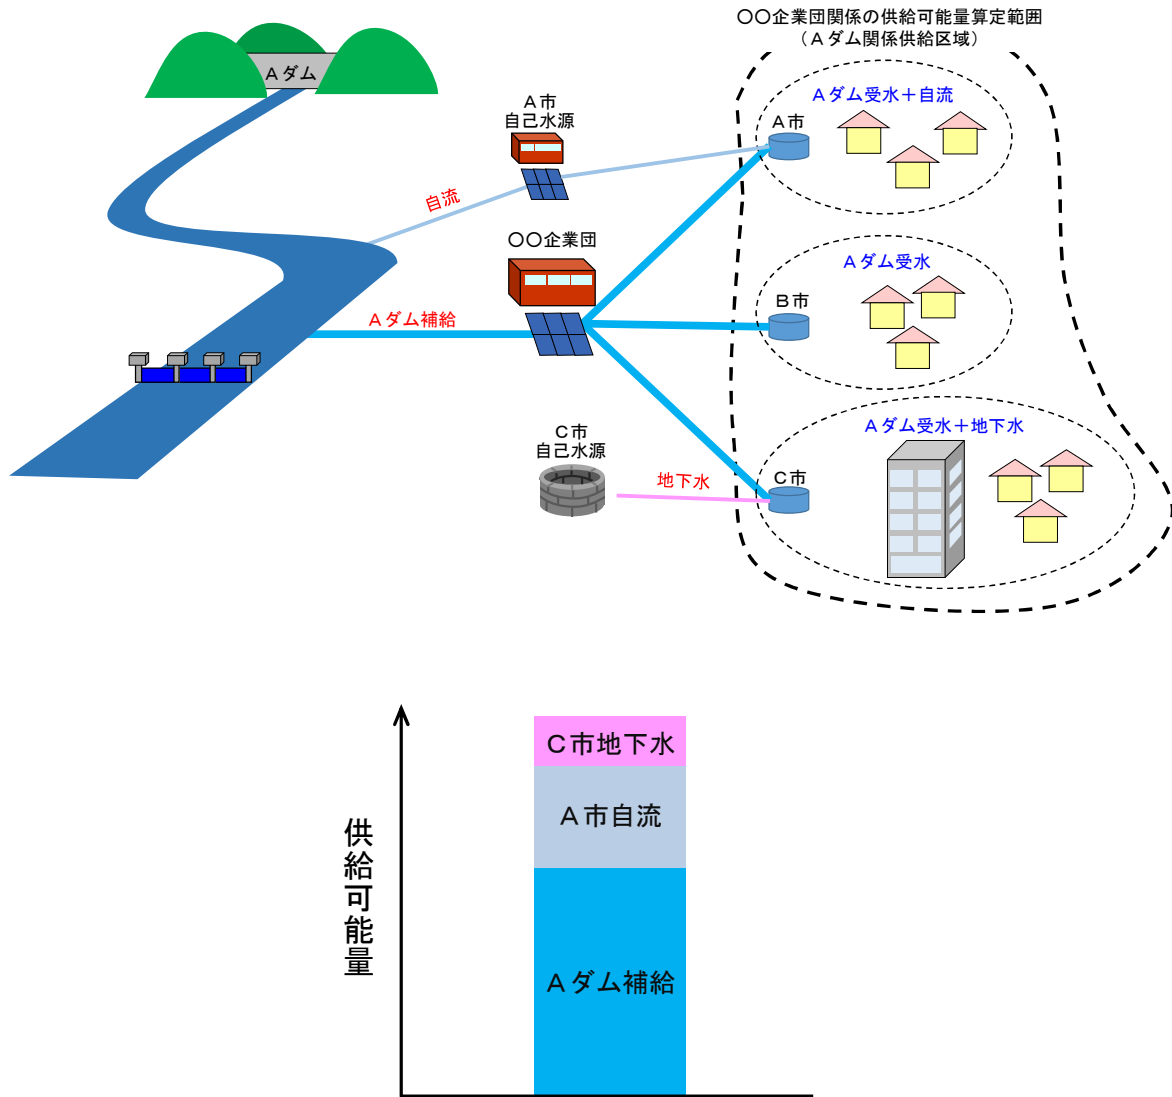 〇〇企業団関係の供給可能量算定範囲
（Aダム関係供給区域）
Aダム
A市
自己水源
自流
〇〇企業団
Aダム補給
C市
自己水源
地下水
Aダム受水＋自流
A市
Aダム受水
B市
Aダム受水＋地下水
C市
供給可能量
C市地下水
A市自流
Aダム補給